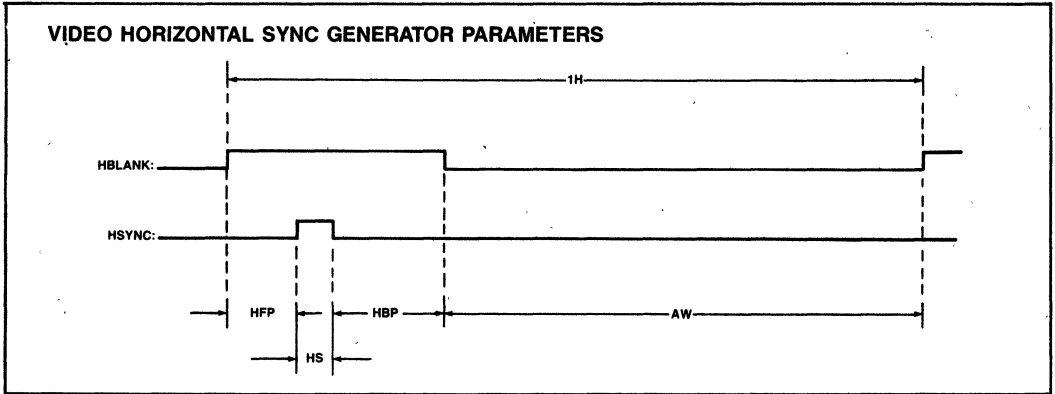 VIDEO HORIZONTAL SYNC GENERATOR PARAMETERS
1H
HBLANK:
HSYNC:
HFP
HBP
AW
HS